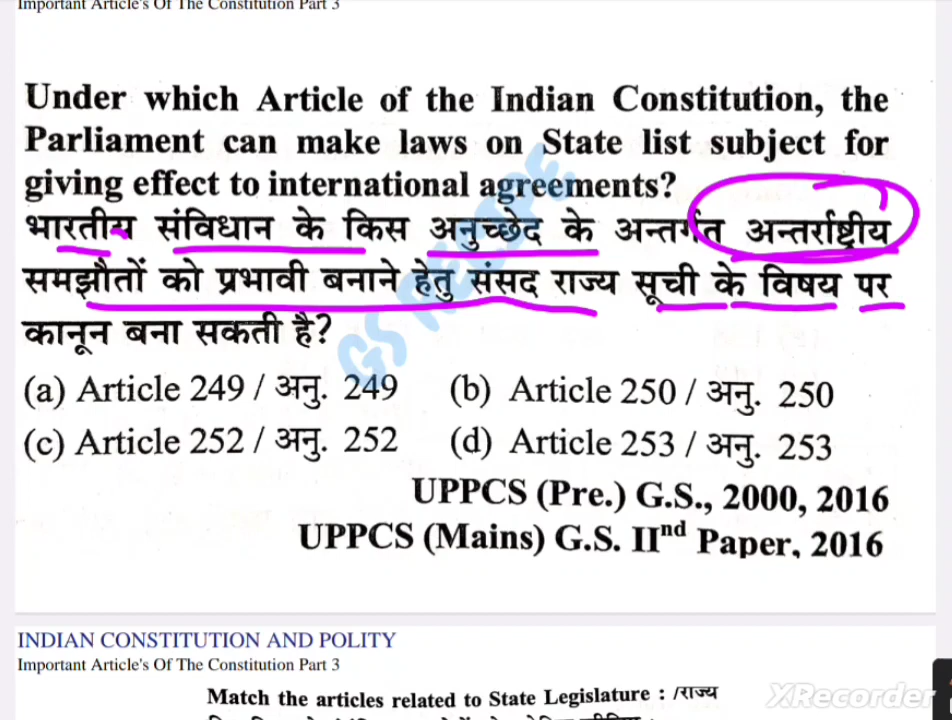 Important Article's Of The Constitution Part 3
Under which Article of the Indian Constitution, the
Parliament can make laws on State list subject for
giving effect to international agreements?
भारतीय संविधान के किस अनुच्छेद के अन्तर्गत अन्तर्राष्ट्रीय
समझौतों को प्रभावी बनाने हेतु संसद राज्य सूची के विषय पर
कानून बना सकती है?
(a) Article 249 / अनु. 249 (b) Article 250 / अनु. 250
(c) Article 252 / अनु. 252 (d) Article 253 / अनु. 253
UPPCS (Pre.) G.S., 2000, 2016
UPPCS (Mains) G.S. IInd Paper, 2016
INDIAN CONSTITUTION AND POLITY
Important Article's Of The Constitution Part 3
Match the articles related to State Legislature : /राज्य
XRecorder